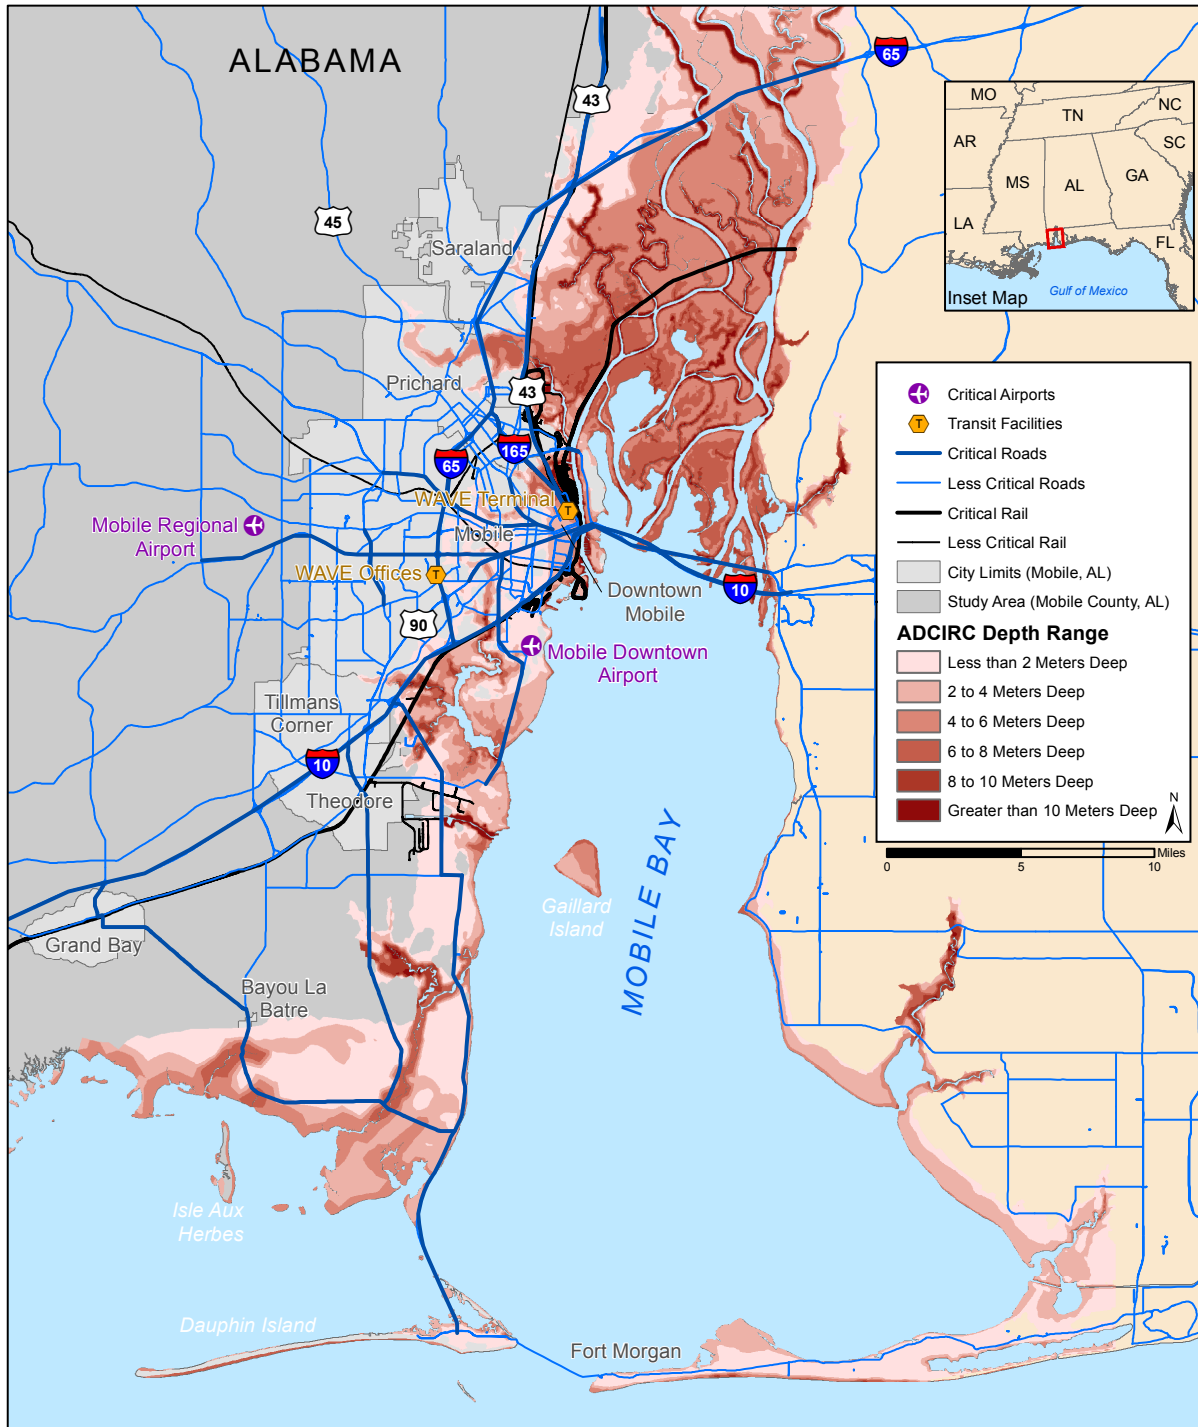 ALABAMA
65
43
45
Saraland
MO
TN
NC
AR
SC
MS
AL
GA
LA
FL
Gulf of Mexico
Inset Map
Prichard
43
165
65
WAVE Terminal
Mobile Regional
Airport
Mobile
WAVE Offices
Downtown
Mobile
10
90
Mobile Downtown
Airport
Tillmans
Corner
10
Theodore
Critical Airports
T
Transit Facilities
Critical Roads
Less Critical Roads
Critical Rail
Less Critical Rail
City Limits (Mobile, AL)
Study Area (Mobile County, AL)
ADCIRC Depth Range
Less than 2 Meters Deep
2 to 4 Meters Deep
4 to 6 Meters Deep
6 to 8 Meters Deep
8 to 10 Meters Deep
Greater than 10 Meters Deep
N
Miles
0 5 10
MOBILE BAY
Gaillard
Island
Grand Bay
Bayou La
Batre
Isle Aux
Herbes
Dauphin Island
Fort Morgan
T
T